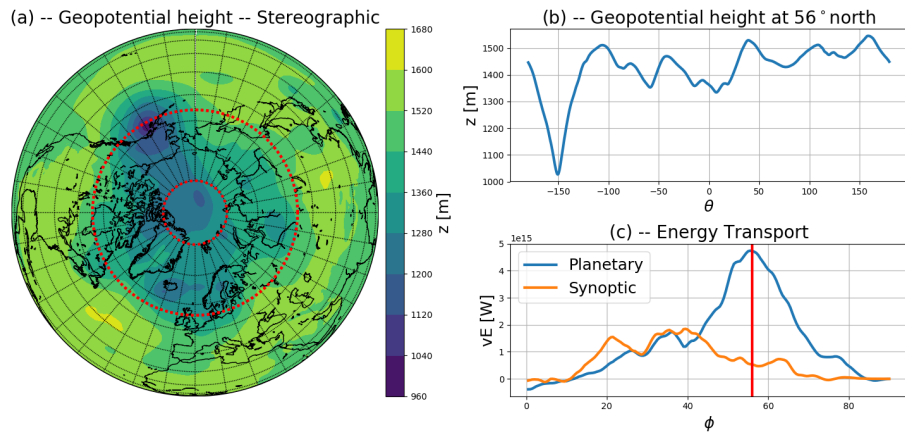 (a) -- Geopotential height -- Stereographic
1680
1600
1520
1440
1360
1280
1200
1120
1040
960
z [m]
(b) -- Geopotential height at 56°north
1500
1400
1300
1200
1100
1000
z [m]
−150 −100 −50 0 50 100 150
θ
(c) -- Energy Transport
1e15
5
4
3
2
1
0
vE [W]
Planetary
Synoptic
0 20 40 60 80
ϕ